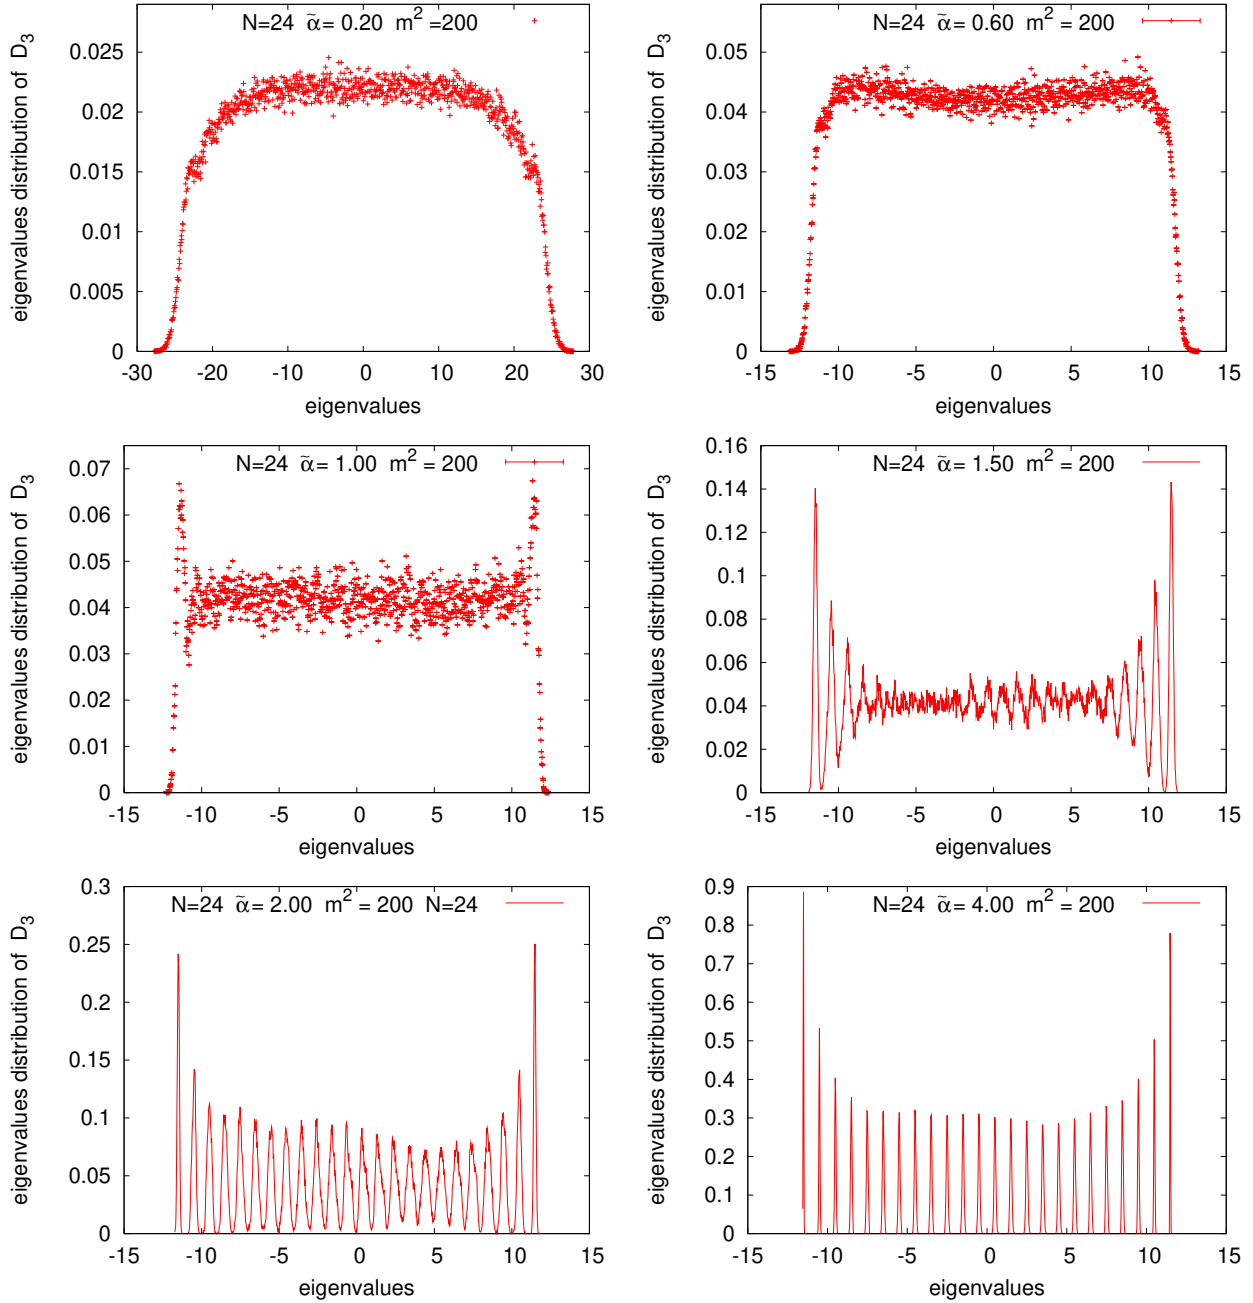 N=24 α̃= 0.20 m² =200
eigenvalues distribution of D₃
0.025
0.02
0.015
0.01
0.005
0
-30 -20 -10 0 10 20 30
eigenvalues
N=24 α̃= 0.60 m² = 200
eigenvalues distribution of D₃
0.05
0.04
0.03
0.02
0.01
0
-15 -10 -5 0 5 10 15
eigenvalues
N=24 α̃= 1.00 m² = 200
eigenvalues distribution of D₃
0.07
0.06
0.05
0.04
0.03
0.02
0.01
0
-15 -10 -5 0 5 10 15
eigenvalues
N=24 α̃= 1.50 m² = 200
eigenvalues distribution of D₃
0.16
0.14
0.12
0.1
0.08
0.06
0.04
0.02
0
-15 -10 -5 0 5 10 15
eigenvalues
N=24 α̃= 2.00 m² = 200 N=24
eigenvalues distribution of D₃
0.3
0.25
0.2
0.15
0.1
0.05
0
-15 -10 -5 0 5 10 15
eigenvalues
N=24 α̃= 4.00 m² = 200
eigenvalues distribution of D₃
0.9
0.8
0.7
0.6
0.5
0.4
0.3
0.2
0.1
0
-15 -10 -5 0 5 10 15
eigenvalues